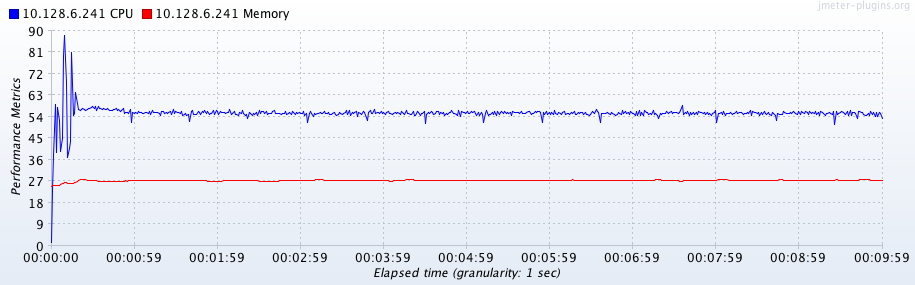 jmeter-plugins.org
10.128.6.241 CPU 10.128.6.241 Memory
Performance Metrics
90
81
72
63
54
45
36
27
18
9
0
00:00:00 00:00:59 00:01:59 00:02:59 00:03:59 00:04:59 00:05:59 00:06:59 00:07:59 00:08:59 00:09:59
Elapsed time (granularity: 1 sec)